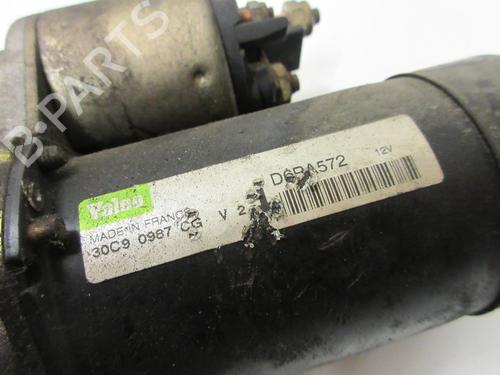 B-PARTS
Valeo
D6RA572
12V
MADE IN FRANCE
30C9 0987 CG V 2